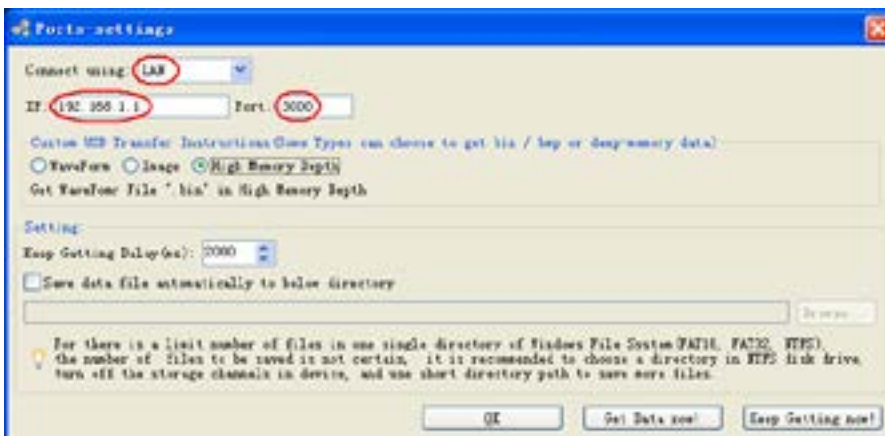 Ports-settings
Connect using: LAN
IP: 192.168.1.1 Port: 3000
Custom USB Transfer Instructions(Some Types can choose to get bin / bmp or deep-memory data)
WaveForm Image High Memory Depth
Get WaveForm File ".bin" in High Memory Depth
Setting:
Keep Getting Delay(ms): 2000
Save data file automatically to below directory
Browse...
For there is a limit number of files in one single directory of Windows File System(FAT16, FAT32, NTFS),
the number of files to be saved is not certain, it is recommended to choose a directory in NTFS disk drive,
turn off the storage channels in device, and use short directory path to save more files.
OK Get Data now! Keep Getting now!